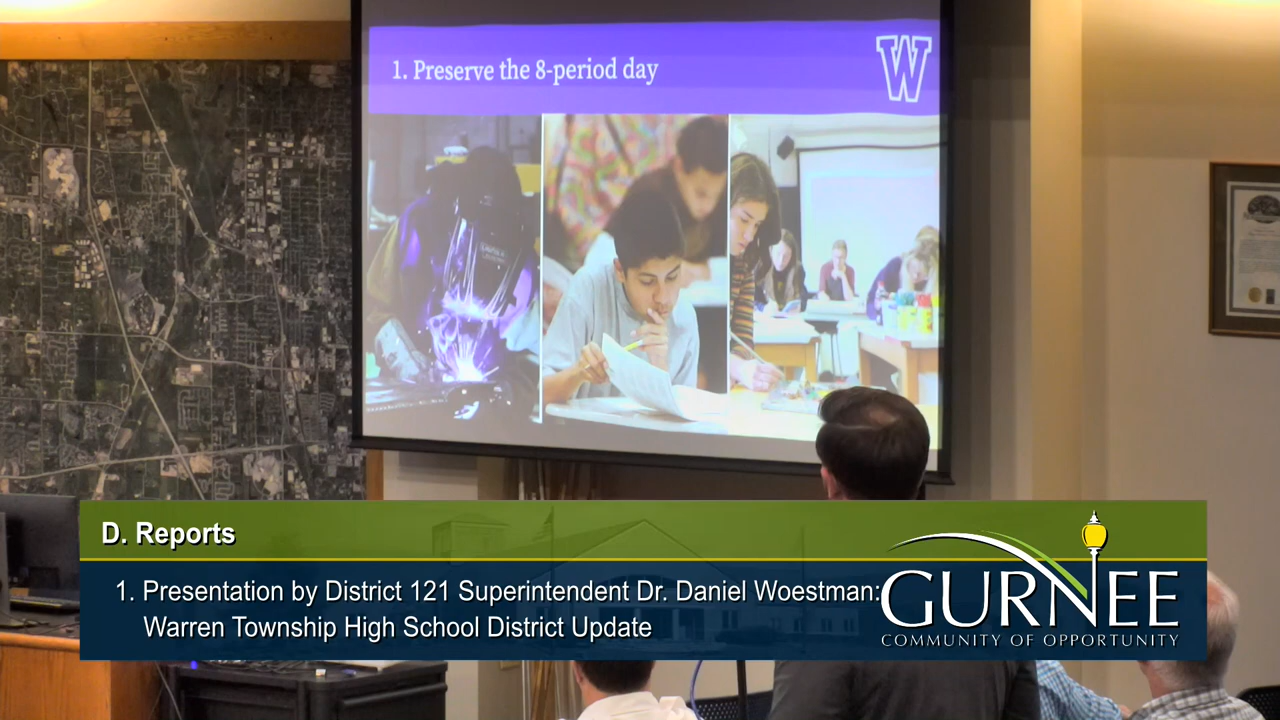 1. Preserve the 8-period day
W
D. Reports
1. Presentation by District 121 Superintendent Dr. Daniel Woestman:
Warren Township High School District Update
GURNEE
COMMUNITY OF OPPORTUNITY